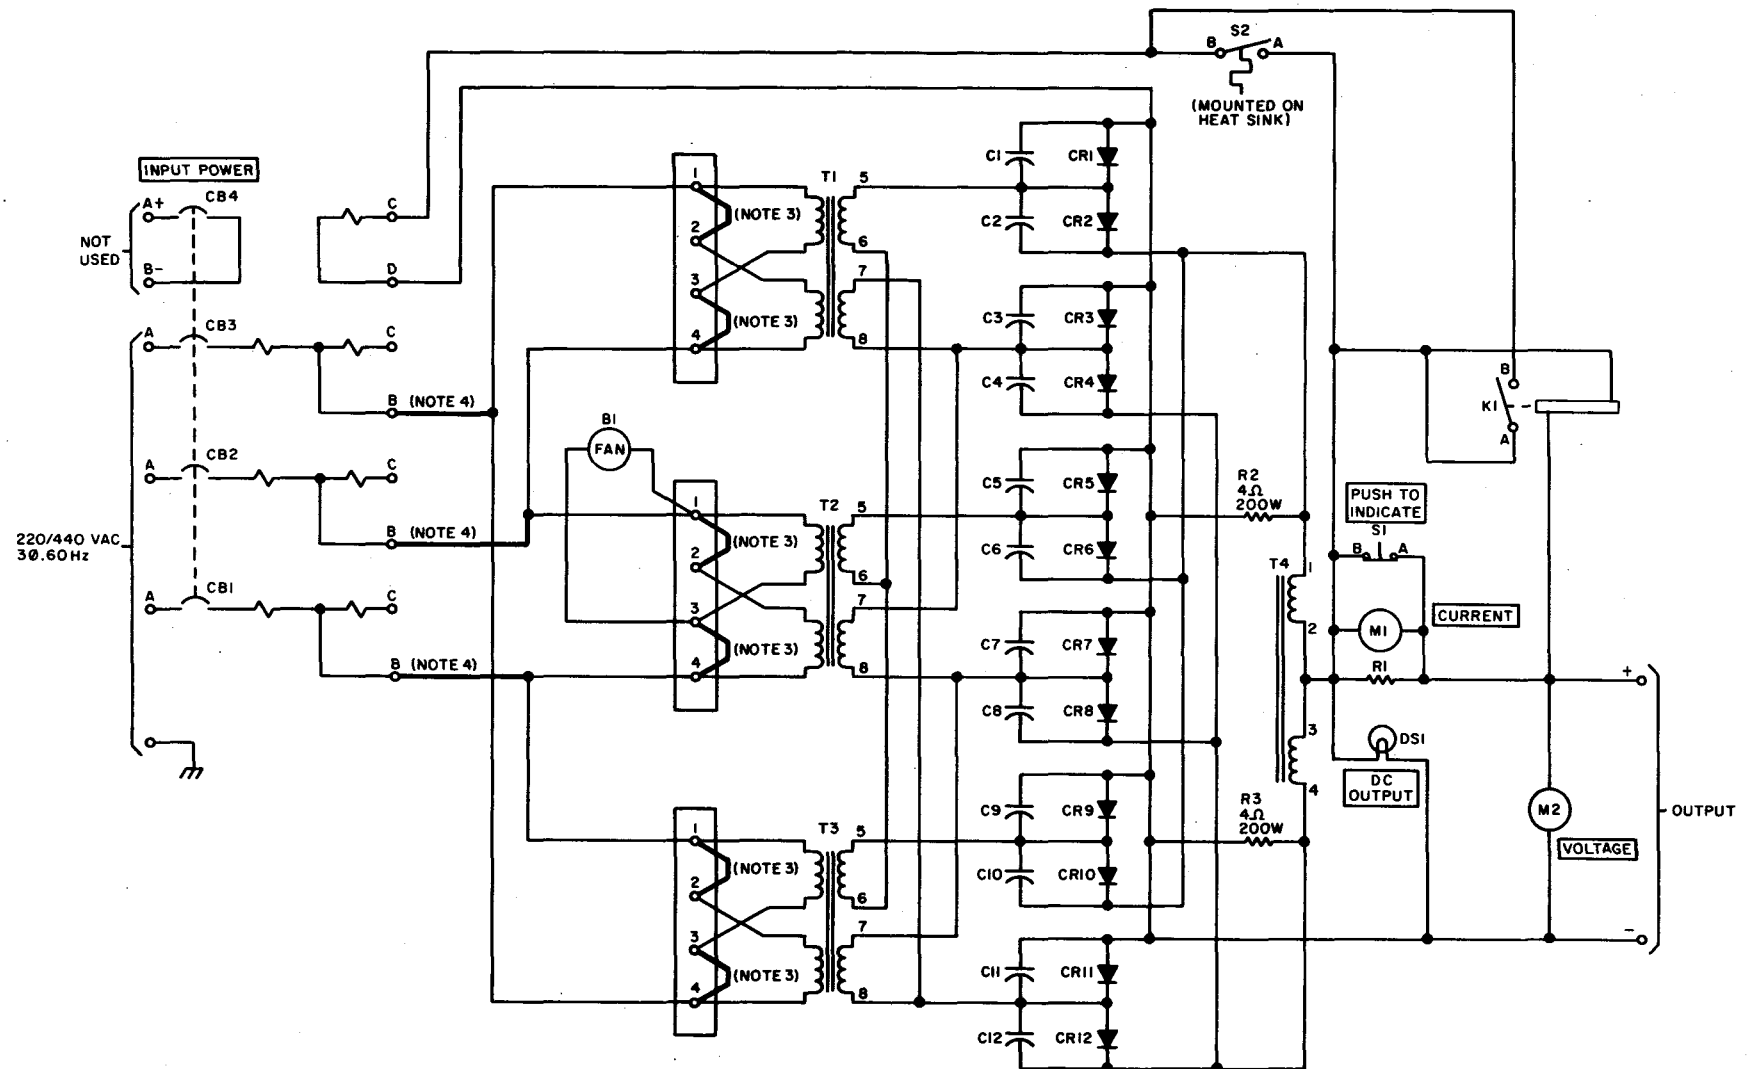 S2
B
A
(MOUNTED ON
HEAT SINK)
INPUT POWER
CB4
A+
B-
NOT
USED
C
D
CB3
A
C
B (NOTE 4)
CB2
A
C
B (NOTE 4)
220/440 VAC
30.60Hz
CB1
A
C
B (NOTE 4)
B1
FAN
1
2
3
4
(NOTE 3)
(NOTE 3)
T1
5
6
7
8
1
2
3
4
(NOTE 3)
(NOTE 3)
T2
5
6
7
8
1
2
3
4
(NOTE 3)
(NOTE 3)
T3
5
6
7
8
C1
CR1
C2
CR2
C3
CR3
C4
CR4
C5
CR5
C6
CR6
C7
CR7
C8
CR8
C9
CR9
C10
CR10
C11
CR11
C12
CR12
R2
4Ω
200W
T4
1
2
3
4
R3
4Ω
200W
B
K1
A
PUSH TO
INDICATE
S1
B
A
M1
CURRENT
R1
DS1
DC
OUTPUT
M2
VOLTAGE
+
-
OUTPUT